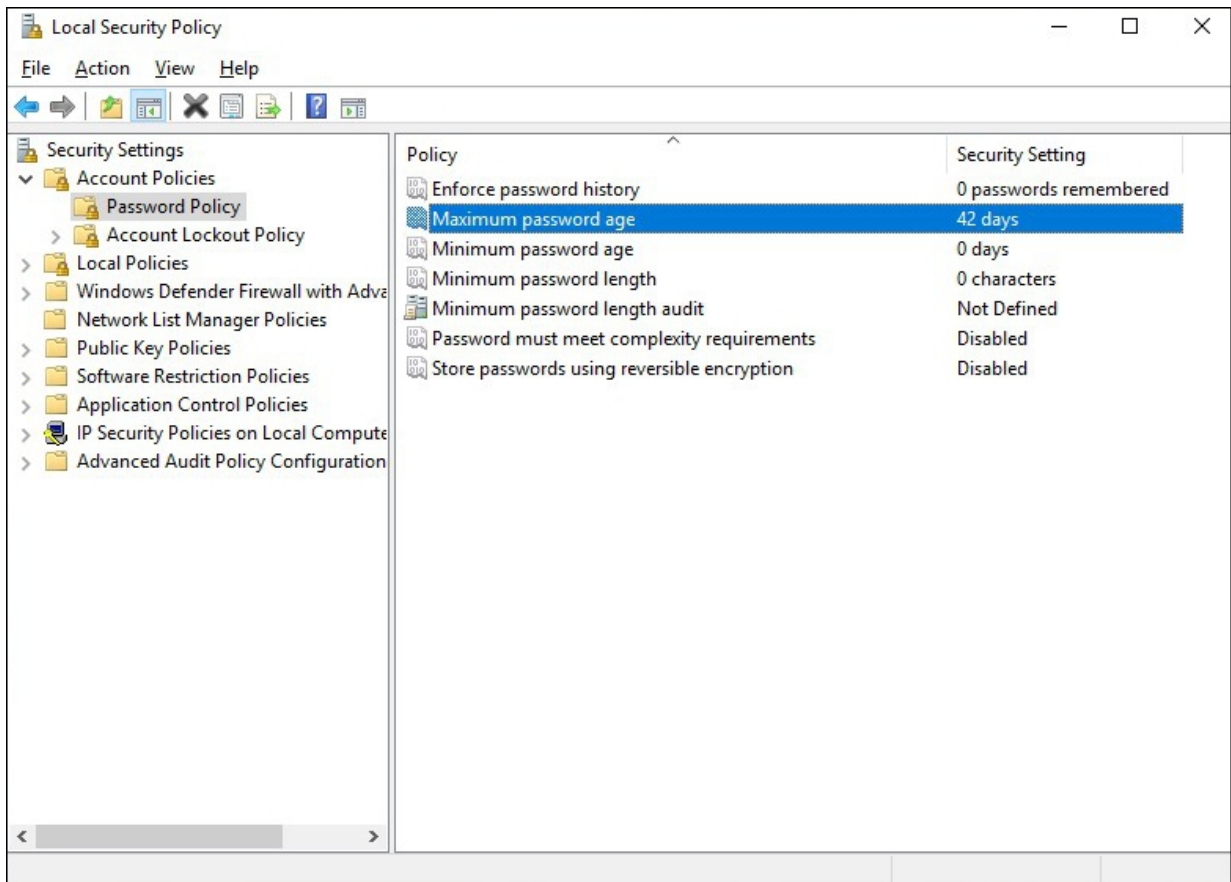 Local Security Policy
File Action View Help
Security Settings
Account Policies
Password Policy
Account Lockout Policy
Local Policies
Windows Defender Firewall with Adva
Network List Manager Policies
Public Key Policies
Software Restriction Policies
Application Control Policies
IP Security Policies on Local Compute
Advanced Audit Policy Configuration
Policy Security Setting
Enforce password history 0 passwords remembered
Maximum password age 42 days
Minimum password age 0 days
Minimum password length 0 characters
Minimum password length audit Not Defined
Password must meet complexity requirements Disabled
Store passwords using reversible encryption Disabled